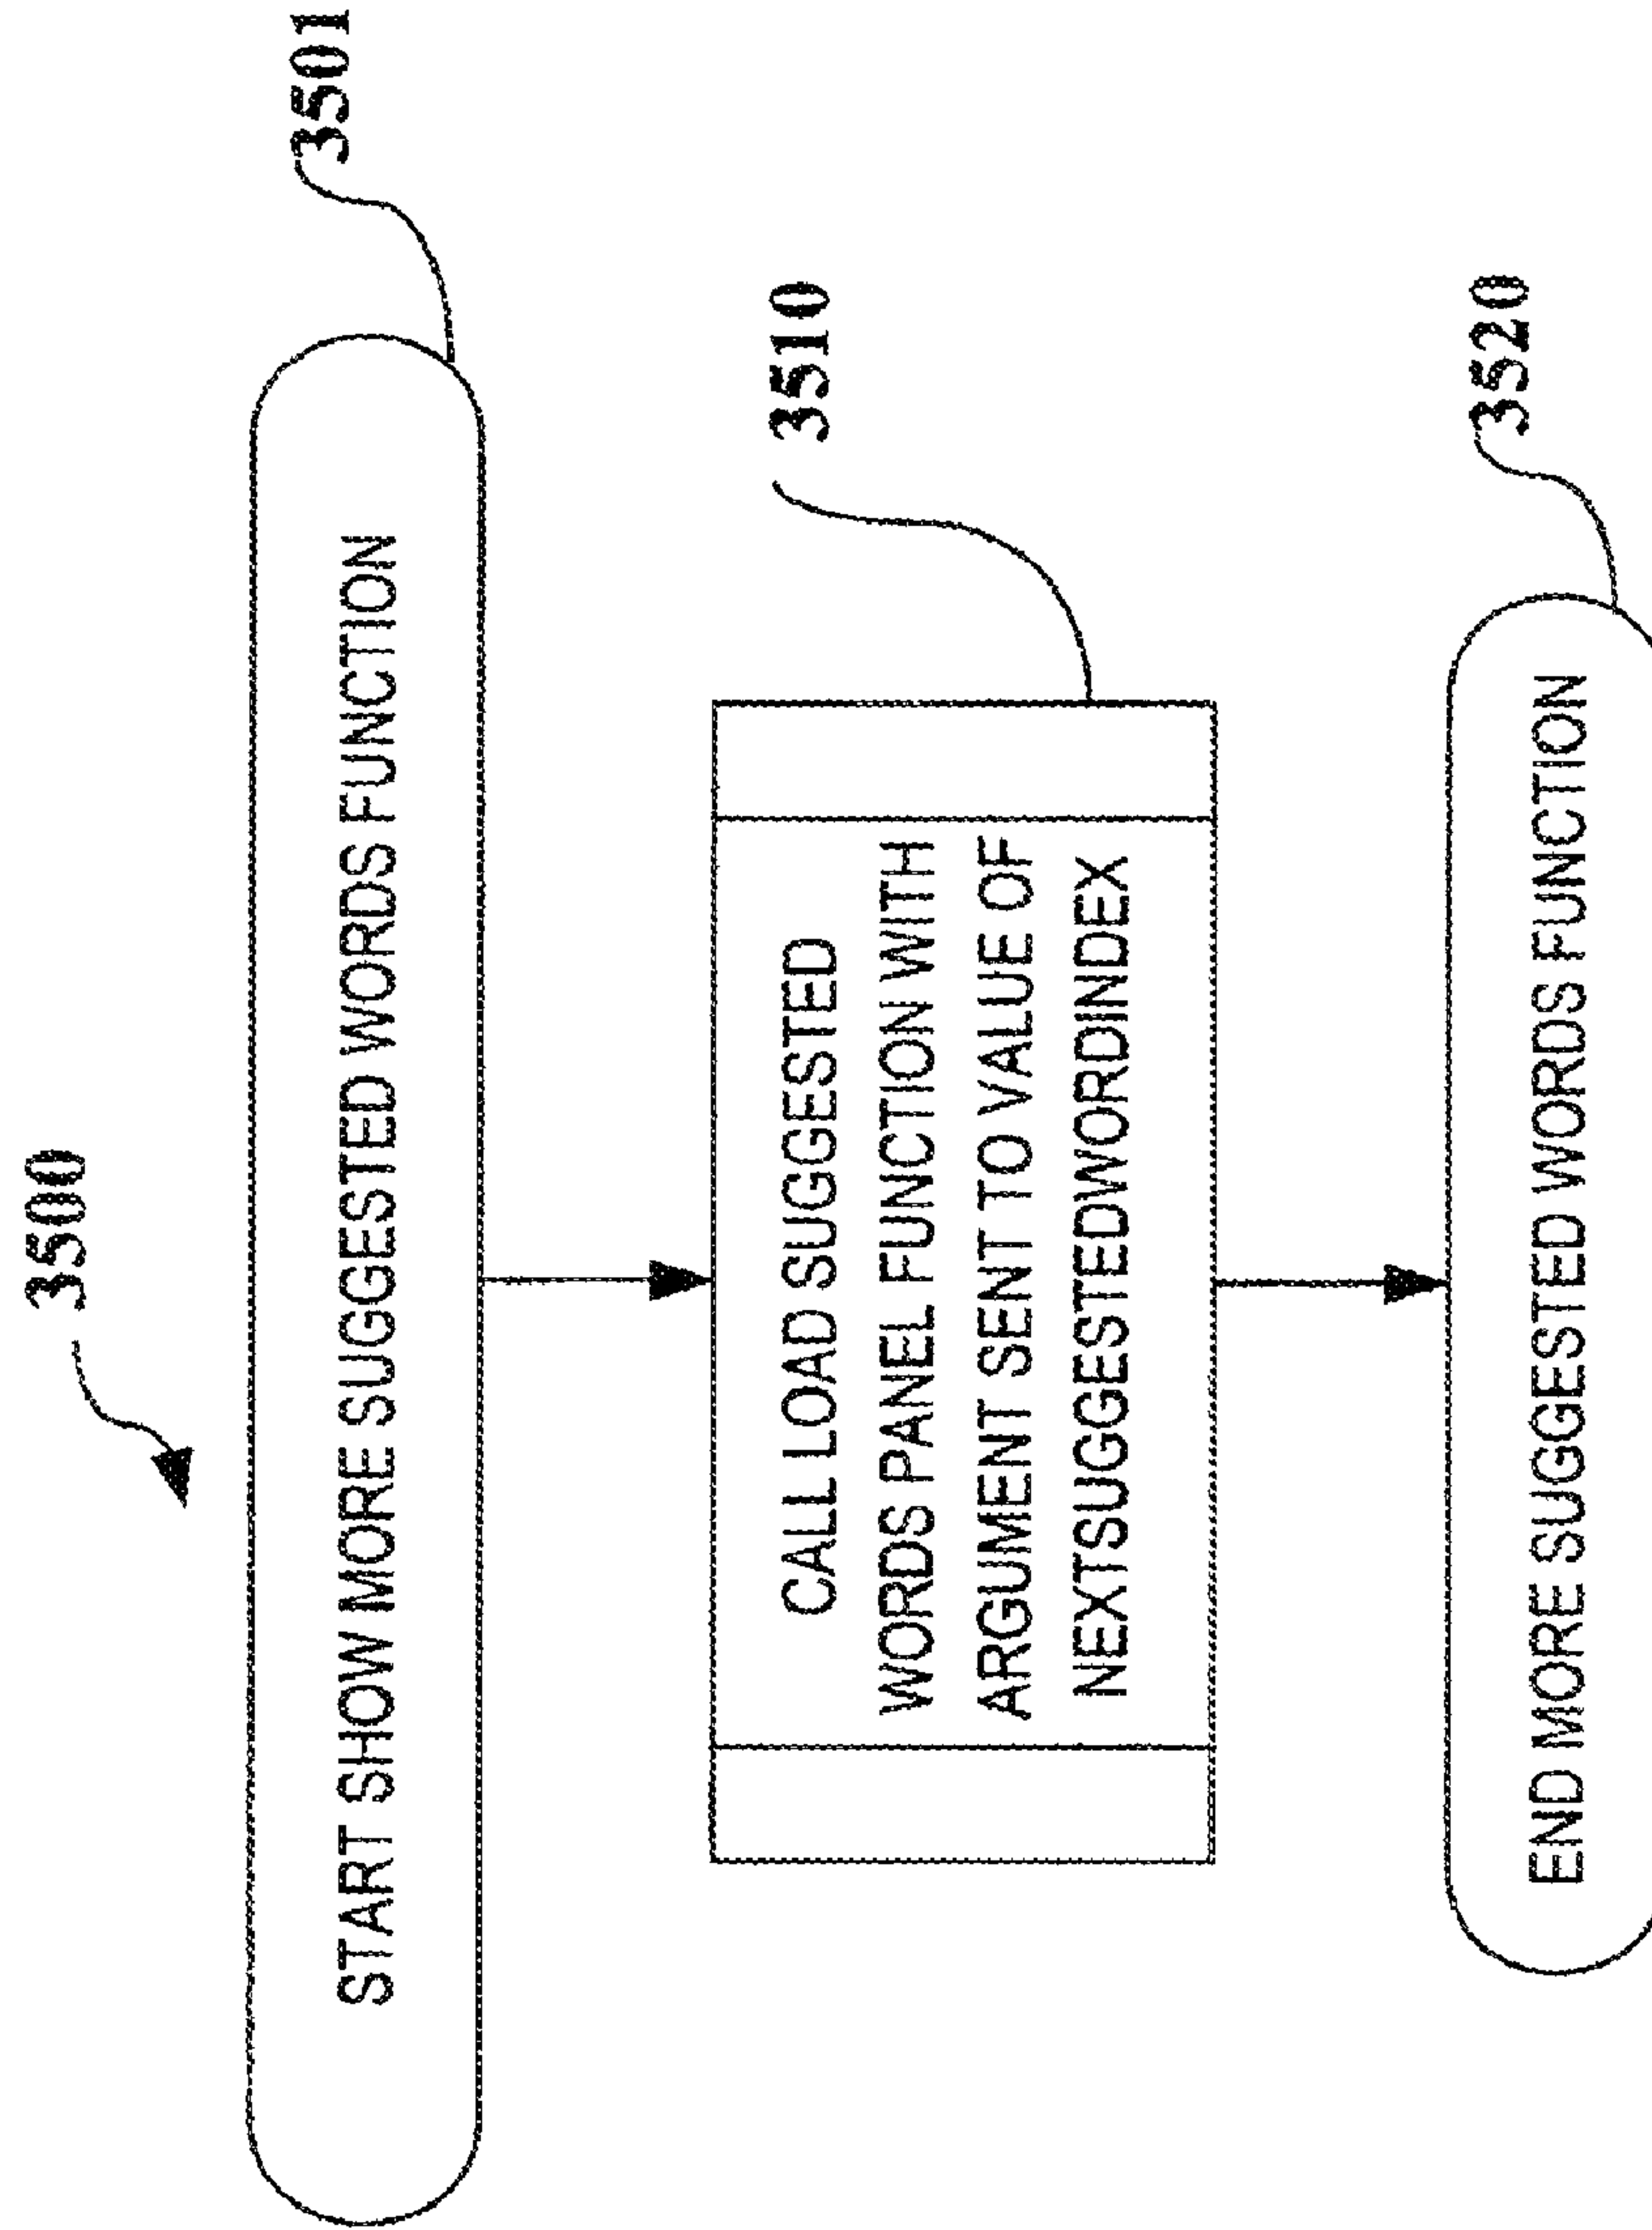 3500
START SHOW MORE SUGGESTED WORDS FUNCTION
3501
CALL LOAD SUGGESTED
WORDS PANEL FUNCTION WITH
ARGUMENT SENT TO VALUE OF
NEXTSUGGESTEDWORDINDEX
3510
END MORE SUGGESTED WORDS FUNCTION
3520